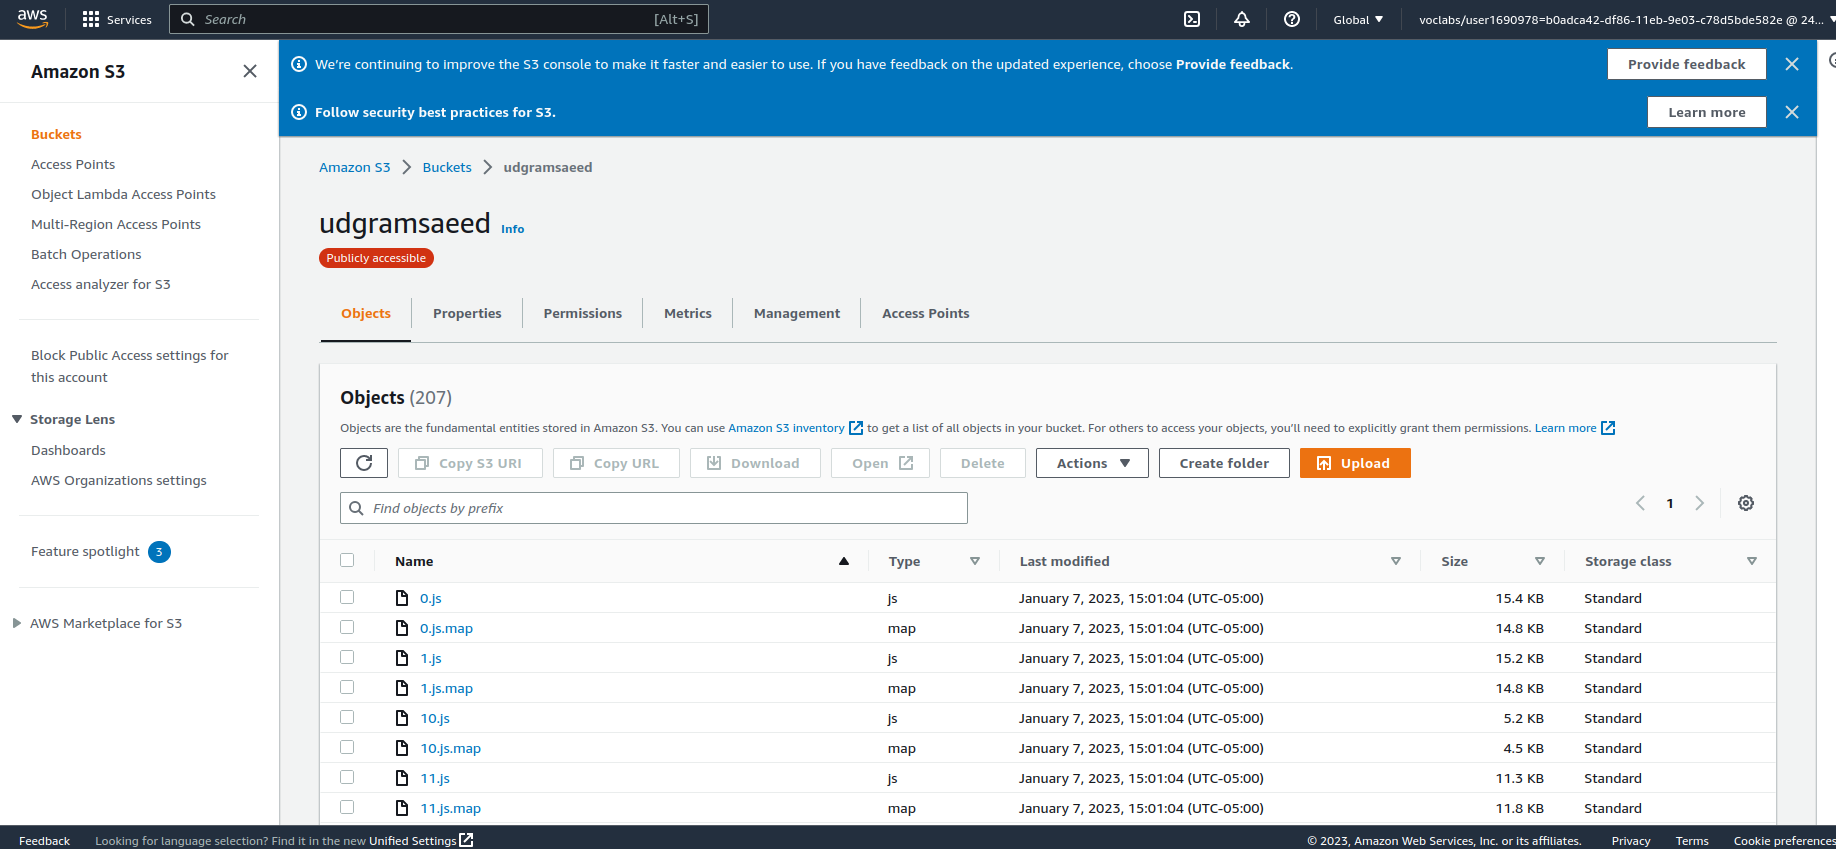 aws
Services
Search [Alt+S]
Global
voclabs/user1690978=b0adca42-df86-11eb-9e03-c78d5bde582e @ 24...
Amazon S3
Buckets
Access Points
Object Lambda Access Points
Multi-Region Access Points
Batch Operations
Access analyzer for S3
Block Public Access settings for
this account
Storage Lens
Dashboards
AWS Organizations settings
Feature spotlight 3
AWS Marketplace for S3
We're continuing to improve the S3 console to make it faster and easier to use. If you have feedback on the updated experience, choose Provide feedback.
Provide feedback
Follow security best practices for S3.
Learn more
Amazon S3 Buckets udgramsaeed
udgramsaeed Info
Publicly accessible
Objects Properties Permissions Metrics Management Access Points
Objects (207)
Objects are the fundamental entities stored in Amazon S3. You can use Amazon S3 inventory to get a list of all objects in your bucket. For others to access your objects, you'll need to explicitly grant them permissions. Learn more
Copy S3 URI Copy URL Download Open Delete Actions Create folder Upload
Find objects by prefix
1
Name Type Last modified Size Storage class
0.js js January 7, 2023, 15:01:04 (UTC-05:00) 15.4 KB Standard
0.js.map map January 7, 2023, 15:01:04 (UTC-05:00) 14.8 KB Standard
1.js js January 7, 2023, 15:01:04 (UTC-05:00) 15.2 KB Standard
1.js.map map January 7, 2023, 15:01:04 (UTC-05:00) 14.8 KB Standard
10.js js January 7, 2023, 15:01:04 (UTC-05:00) 5.2 KB Standard
10.js.map map January 7, 2023, 15:01:04 (UTC-05:00) 4.5 KB Standard
11.js js January 7, 2023, 15:01:04 (UTC-05:00) 11.3 KB Standard
11.js.map map January 7, 2023, 15:01:04 (UTC-05:00) 11.8 KB Standard
Feedback Looking for language selection? Find it in the new Unified Settings © 2023, Amazon Web Services, Inc. or its affiliates. Privacy Terms Cookie preferences